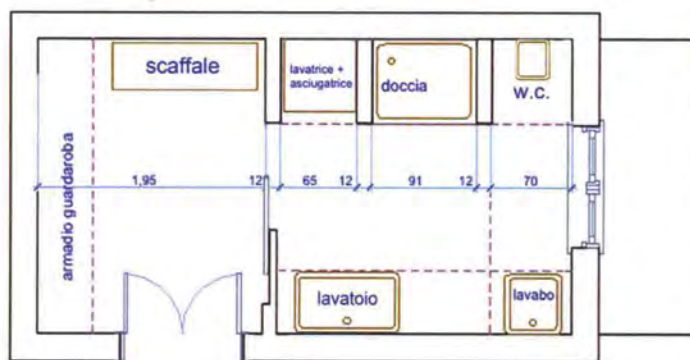 scaffale
lavatrice +
asciugatrice
doccia
W.C.
armadio guardaroba
1,95 12 65 12 91 12 70
lavatoio
lavabo